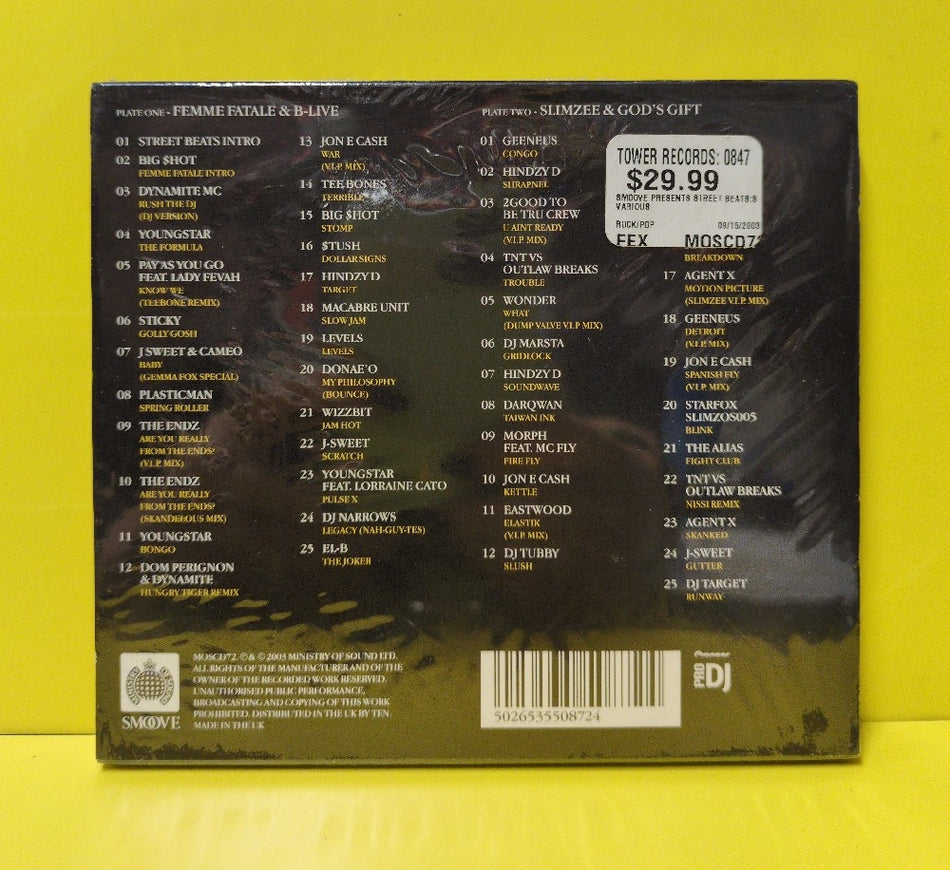 PLATE ONE - FEMME FATALE & B-LIVE
01 STREET BEATS INTRO
02 BIG $HOT
FEMME FATALE INTRO
03 DYNAMITE MC
RUSH THE DJ
(DJ VERSION)
04 YOUNGSTAR
THE FORMULA
05 PAY AS YOU GO
FEAT. LADY FEVAH
KNOW WE
(TEEBONE REMIX)
06 STICKY
GOLLY GOSH
07 J SWEET & CAMEO
BABY
(GEMMA FOX SPECIAL)
08 PLASTICMAN
SPRING ROLLER
09 THE ENDZ
ARE YOU REALLY
FROM THE ENDS?
(V.I.P. MIX)
10 THE ENDZ
ARE YOU REALLY
FROM THE ENDS?
(SKANDELOUS MIX)
11 YOUNGSTAR
BONGO
12 DOM PERIGNON
& DYNAMITE
HUNGRY TIGER REMIX
13 JON E CASH
WAR
(V.I.P. MIX)
14 TEE BONES
TERRIBLE
15 BIG $HOT
STOMP
16 $TUSH
DOLLAR SIGNS
17 HINDZY D
TARGET
18 MACABRE UNIT
SLOW JAM
19 LEVELS
LEVELS
20 DONAE'O
MY PHILOSOPHY
(BOUNCE)
21 WIZZBIT
JAM HOT
22 J-SWEET
SCRATCH
23 YOUNGSTAR
FEAT. LORRAINE CATO
PULSE X
24 DJ NARROWS
LEGACY (NAH-GUY-TES)
25 EL-B
THE JOKER
PLATE TWO - SLIMZEE & GOD'S GIFT
01 GEENEUS
CONGO
02 HINDZY D
SHRAPNEL
03 2GOOD TO
BE TRU CREW
U AINT READY
(V.I.P. MIX)
04 TNT VS
OUTLAW BREAKS
TROUBLE
05 WONDER
WHAT
(DUMP VALVE V.I.P MIX)
06 DJ MARSTA
GRIDLOCK
07 HINDZY D
SOUNDWAVE
08 DARQWAN
TAIWAN INK
09 MORPH
FEAT. MC FLY
FIRE FLY
10 JON E CASH
KETTLE
11 EASTWOOD
ELASTIK
(V.I.P. MIX)
12 DJ TUBBY
SLUSH
TOWER RECORDS: 0847
$29.99
SMOOVE PRESENTS STREET BEATS:S
VARIOUS
ROCK/POP 09/15/2003
EEX MOSCD72
BREAKDOWN
17 AGENT X
MOTION PICTURE
(SLIMZEE V.I.P. MIX)
18 GEENEUS
DETROIT
(V.I.P. MIX)
19 JON E CASH
SPANISH FLY
(V.I.P. MIX)
20 STARFOX
SLIMZOS005
BLINK
21 THE ALIAS
FIGHT CLUB
22 TNT VS
OUTLAW BREAKS
NISSI REMIX
23 AGENT X
SKANKED
24 J-SWEET
GUTTER
25 DJ TARGET
RUNWAY
SMOOVE
MOSCD72. ℗& © 2003 MINISTRY OF SOUND LTD.
ALL RIGHTS OF THE MANUFACTURER AND OF THE
OWNER OF THE RECORDED WORK RESERVED.
UNAUTHORISED PUBLIC PERFORMANCE,
BROADCASTING AND COPYING OF THIS WORK
PROHIBITED. DISTRIBUTED IN THE UK BY TEN.
MADE IN THE UK
5026535508724
Pioneer
PRO DJ